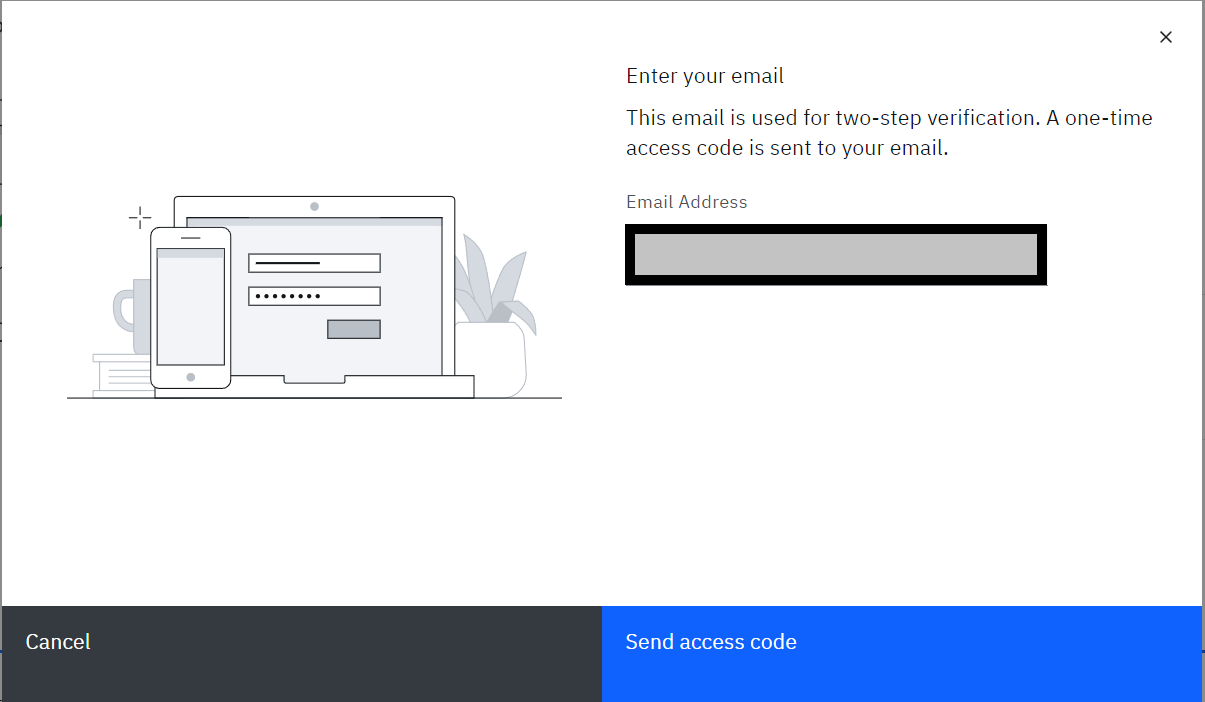 Enter your email
This email is used for two-step verification. A one-time
access code is sent to your email.
Email Address
Cancel
Send access code